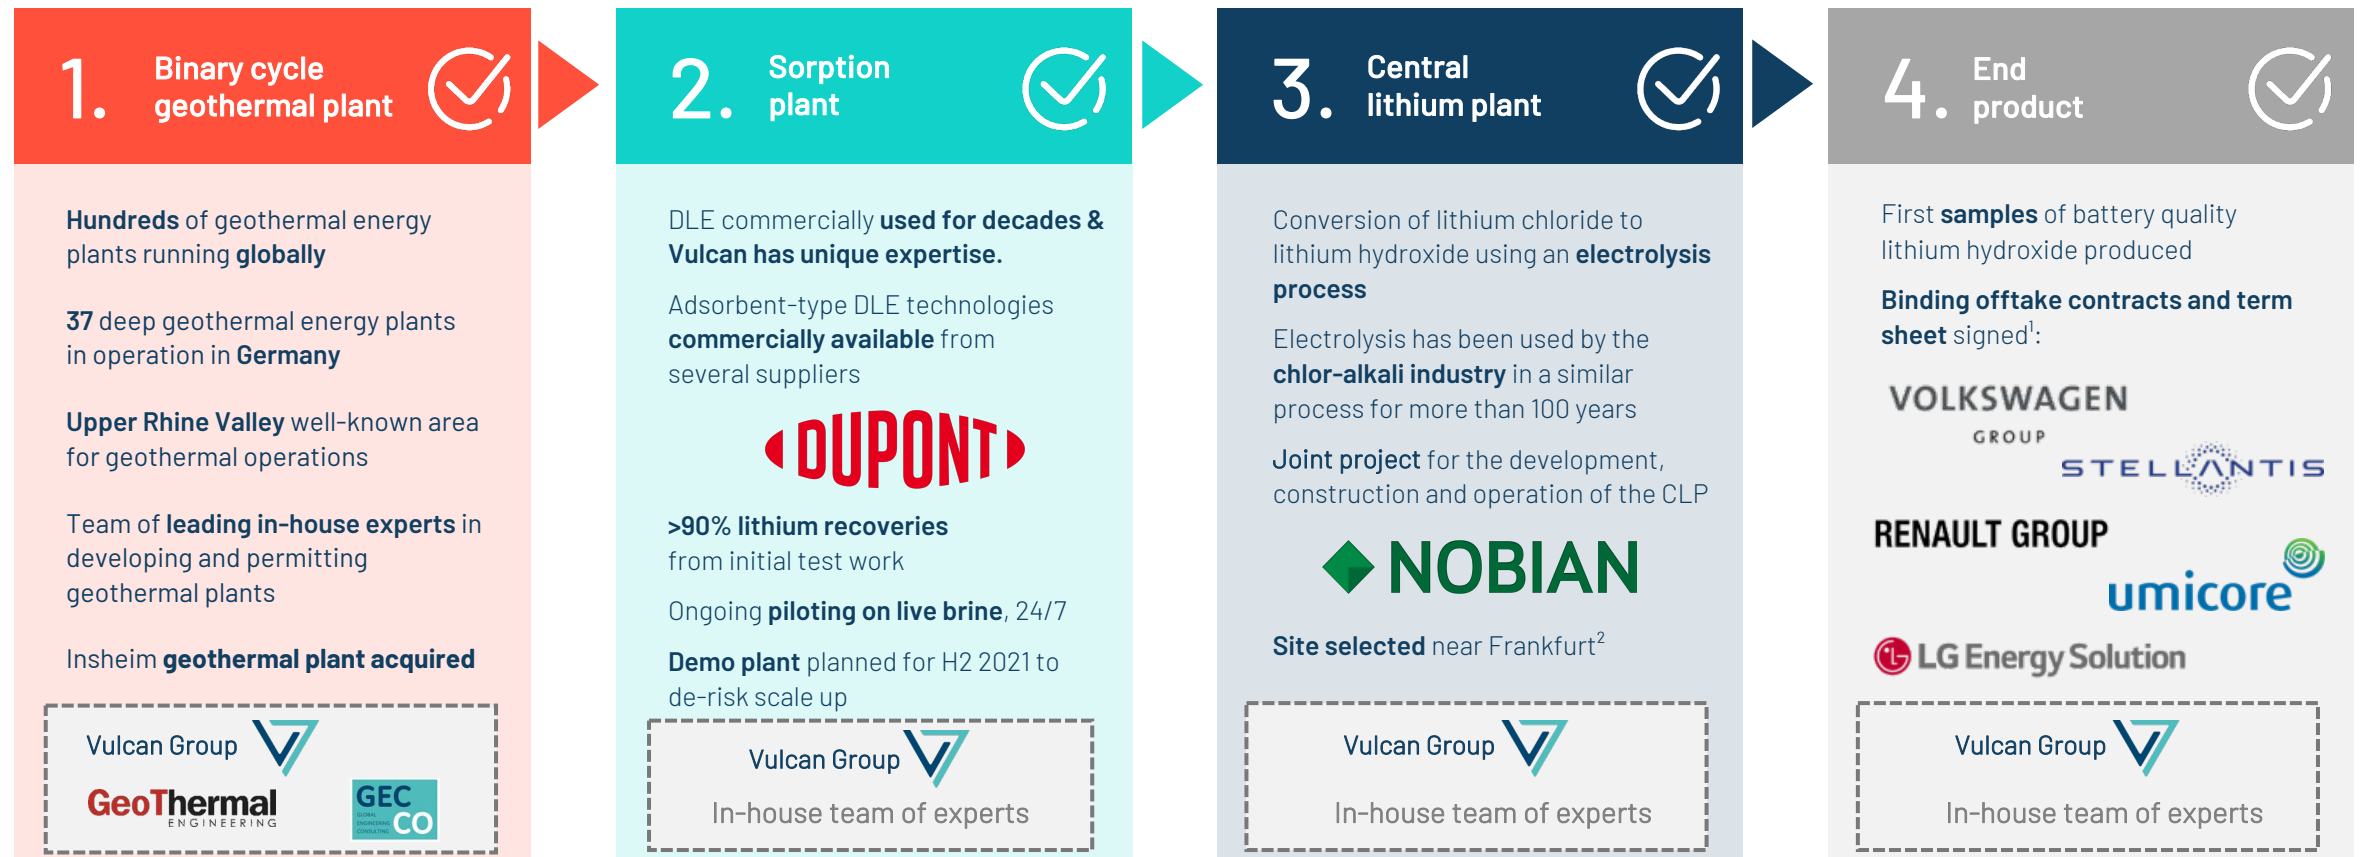 1. Binary cycle
geothermal plant
Hundreds of geothermal energy
plants running globally
37 deep geothermal energy plants
in operation in Germany
Upper Rhine Valley well-known area
for geothermal operations
Team of leading in-house experts in
developing and permitting
geothermal plants
Insheim geothermal plant acquired
Vulcan Group
GeoThermal
ENGINEERING
GEC
CO
GLOBAL
ENGINEERING
CONSULTING
2. Sorption
plant
DLE commercially used for decades &
Vulcan has unique expertise.
Adsorbent-type DLE technologies
commercially available from
several suppliers
DUPONT
>90% lithium recoveries
from initial test work
Ongoing piloting on live brine, 24/7
Demo plant planned for H2 2021 to
de-risk scale up
Vulcan Group
In-house team of experts
3. Central
lithium plant
Conversion of lithium chloride to
lithium hydroxide using an electrolysis
process
Electrolysis has been used by the
chlor-alkali industry in a similar
process for more than 100 years
Joint project for the development,
construction and operation of the CLP
NOBIAN
Site selected near Frankfurt²
Vulcan Group
In-house team of experts
4. End
product
First samples of battery quality
lithium hydroxide produced
Binding offtake contracts and term
sheet signed¹:
VOLKSWAGEN
GROUP
STELLANTIS
RENAULT GROUP
umicore
LG Energy Solution
Vulcan Group
In-house team of experts